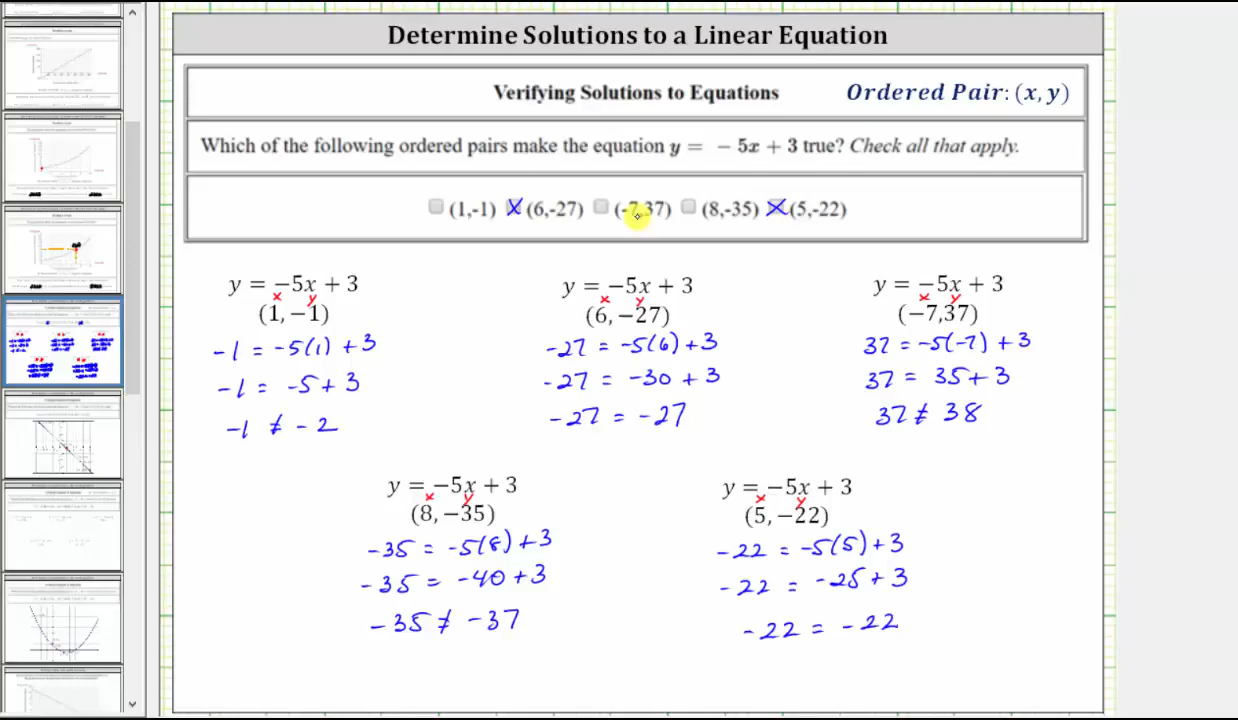 Determine Solutions to a Linear Equation
Verifying Solutions to Equations
Ordered Pair: (x, y)
Which of the following ordered pairs make the equation y = − 5x + 3 true? Check all that apply.
(1,-1) (6,-27) (-7,37) (8,-35) (5,-22)
y = −5x + 3
x y
(1, −1)
-1 = -5(1) + 3
-1 = -5 + 3
-1 ≠ -2
y = −5x + 3
x y
(6, −27)
-27 = -5(6) + 3
-27 = -30 + 3
-27 = -27
y = −5x + 3
x y
(−7,37)
37 = -5(-7) + 3
37 = 35 + 3
37 ≠ 38
y = −5x + 3
x y
(8, −35)
-35 = -5(8) + 3
-35 = -40 + 3
-35 ≠ -37
y = −5x + 3
x y
(5, −22)
-22 = -5(5) + 3
-22 = -25 + 3
-22 = -22